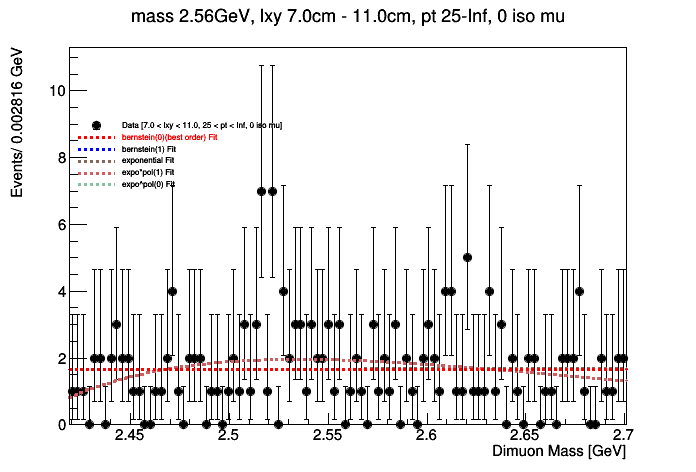 mass 2.56GeV, lxy 7.0cm - 11.0cm, pt 25-Inf, 0 iso mu
Events/ 0.002816 GeV
10
8
6
4
2
0
Data [7.0 < lxy < 11.0, 25 < pt < Inf, 0 iso mu]
bernstein(0)(best order) Fit
bernstein(1) Fit
exponential Fit
expo*pol(1) Fit
expo^pol(0) Fit
2.45 2.5 2.55 2.6 2.65 2.7
Dimuon Mass [GeV]